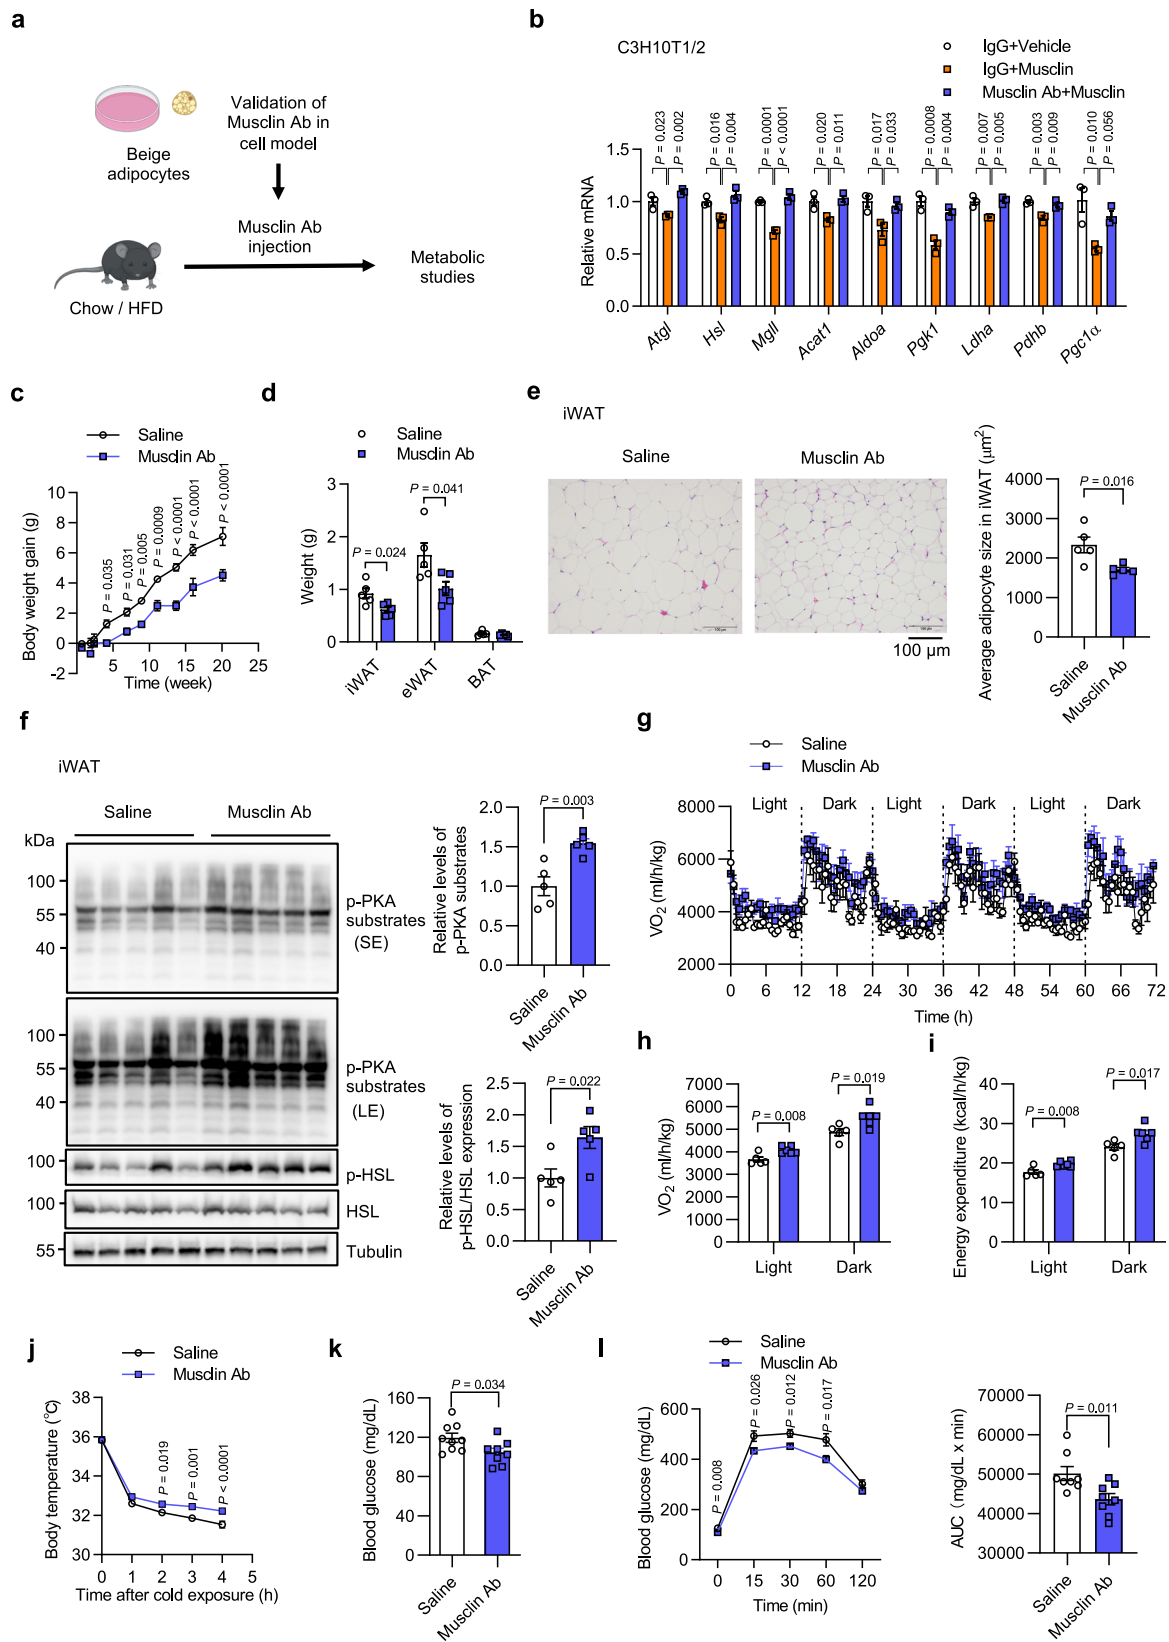 a
Validation of
Musclin Ab in
cell model
Beige
adipocytes
Musclin Ab
injection
Metabolic
studies
Chow / HFD
b
C3H10T1/2
IgG+Vehicle
IgG+Musclin
Musclin Ab+Musclin
P = 0.023
P = 0.002
P = 0.016
P = 0.004
P = 0.0001
P < 0.0001
P = 0.020
P = 0.011
P = 0.017
P = 0.033
P = 0.0008
P = 0.004
P = 0.007
P = 0.005
P = 0.003
P = 0.009
P = 0.010
P = 0.056
Relative mRNA
1.5
1.0
0.5
0.0
Atgl
Hsl
Mgll
Acat1
Aldoa
Pgk1
Ldha
Pdhb
Pgc1α
c
Saline
Musclin Ab
Body weight gain (g)
10
8
6
4
2
0
-2
P = 0.035
P = 0.031
P = 0.005
P = 0.0009
P < 0.0001
P < 0.0001
P < 0.0001
0 5 10 15 20 25
Time (week)
d
Saline
Musclin Ab
Weight (g)
3
2
1
0
P = 0.024
P = 0.041
iWAT
eWAT
BAT
e
iWAT
Saline
Musclin Ab
100 μm
Average adipocyte size in iWAT (μm²)
4000
3000
2000
1000
0
P = 0.016
Saline
Musclin Ab
f
iWAT
Saline
Musclin Ab
kDa
100
55
40
p-PKA
substrates
(SE)
100
55
40
p-PKA
substrates
(LE)
100
p-HSL
100
HSL
55
Tubulin
Relative levels of
p-PKA substrates
2.0
1.5
1.0
0.5
0.0
P = 0.003
Saline
Musclin Ab
Relative levels of
p-HSL/HSL expression
2.5
2.0
1.5
1.0
0.5
0.0
P = 0.022
Saline
Musclin Ab
g
Saline
Musclin Ab
VO₂ (ml/h/kg)
8000
6000
4000
2000
Light Dark Light Dark Light Dark
0 6 12 18 24 30 36 42 48 54 60 66 72
Time (h)
h
VO₂ (ml/h/kg)
7000
6000
5000
4000
3000
2000
1000
0
P = 0.008
P = 0.019
Light
Dark
i
Energy expenditure (kcal/h/kg)
40
30
20
10
0
P = 0.008
P = 0.017
Light
Dark
j
Saline
Musclin Ab
Body temperature (°C)
38
36
34
32
30
P = 0.019
P = 0.001
P < 0.0001
0 1 2 3 4 5
Time after cold exposure (h)
k
Blood glucose (mg/dL)
160
120
80
40
0
P = 0.034
Saline
Musclin Ab
l
Saline
Musclin Ab
Blood glucose (mg/dL)
600
400
200
0
P = 0.008
P = 0.026
P = 0.012
P = 0.017
0 15 30 60 120
Time (min)
AUC (mg/dL x min)
70000
60000
50000
40000
30000
P = 0.011
Saline
Musclin Ab